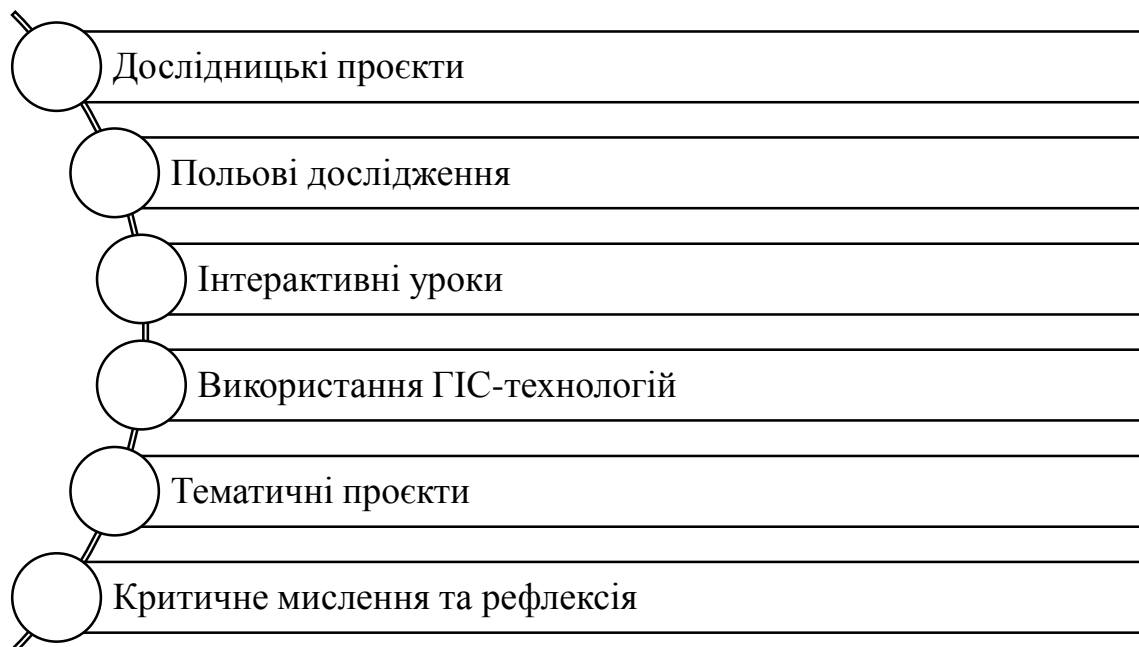 Дослідницькі проєкти
Польові дослідження
Інтерактивні уроки
Використання ГІС-технологій
Тематичні проєкти
Критичне мислення та рефлексія